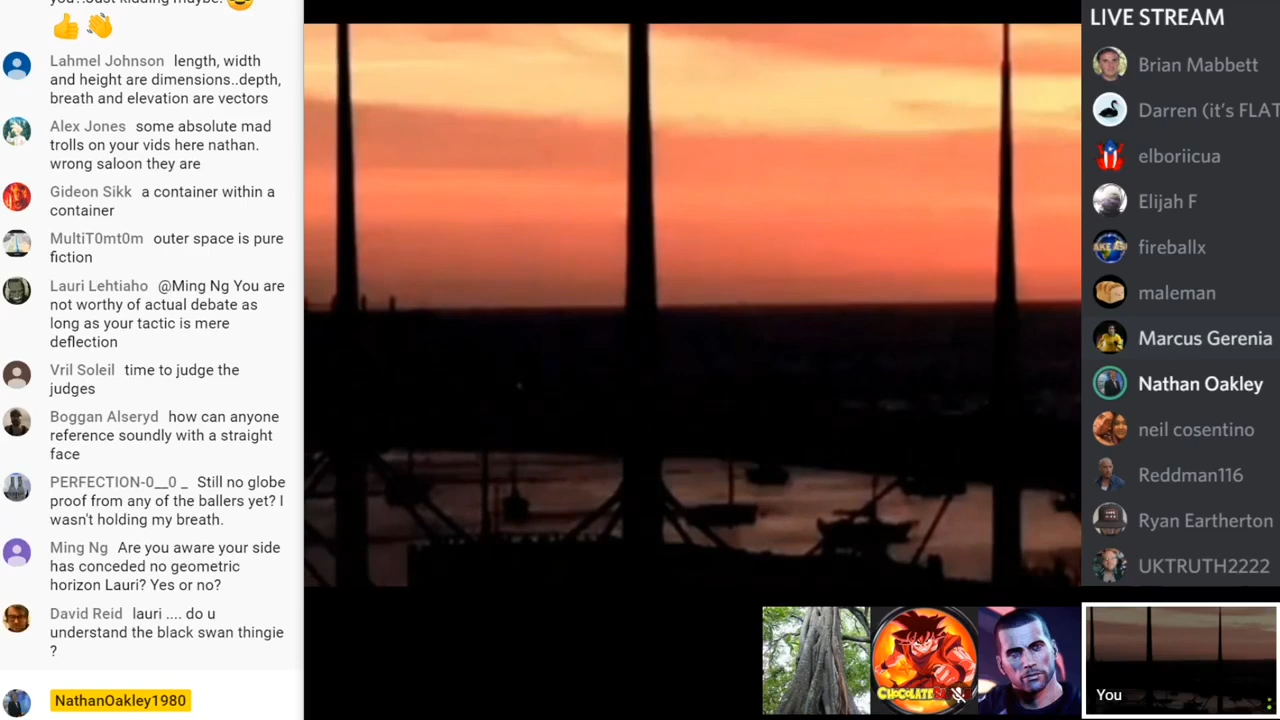 you..Just kidding maybe.
Lahmel Johnson length, width
and height are dimensions..depth,
breath and elevation are vectors
Alex Jones some absolute mad
trolls on your vids here nathan.
wrong saloon they are
Gideon Sikk a container within a
container
MultiT0mt0m outer space is pure
fiction
Lauri Lehtiaho @Ming Ng You are
not worthy of actual debate as
long as your tactic is mere
deflection
Vril Soleil time to judge the
judges
Boggan Alseryd how can anyone
reference soundly with a straight
face
PERFECTION-0__0 _ Still no globe
proof from any of the ballers yet? I
wasn't holding my breath.
Ming Ng Are you aware your side
has conceded no geometric
horizon Lauri? Yes or no?
David Reid lauri .... do u
understand the black swan thingie
?
NathanOakley1980
LIVE STREAM
Brian Mabbett
Darren (it's FLAT
elboriicua
Elijah F
fireballx
maleman
Marcus Gerenia
Nathan Oakley
neil cosentino
Reddman116
Ryan Eartherton
UKTRUTH2222
You